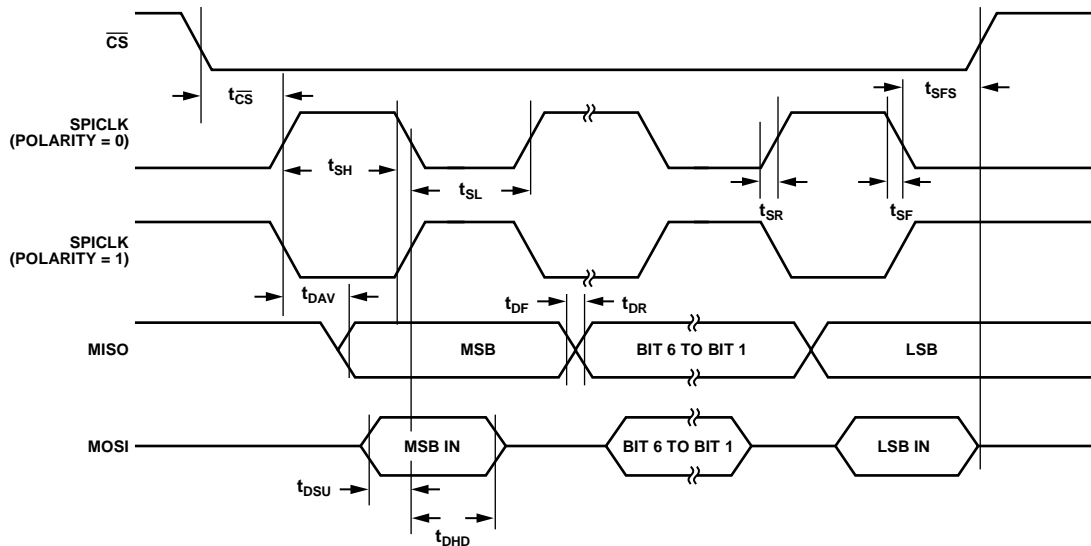 CS
tCS
tSFS
SPICLK
(POLARITY = 0)
tSH
tSL
tSR
tSF
SPICLK
(POLARITY = 1)
tDAV
tDF
tDR
MISO
MSB
BIT 6 TO BIT 1
LSB
MOSI
MSB IN
BIT 6 TO BIT 1
LSB IN
tDSU
tDHD